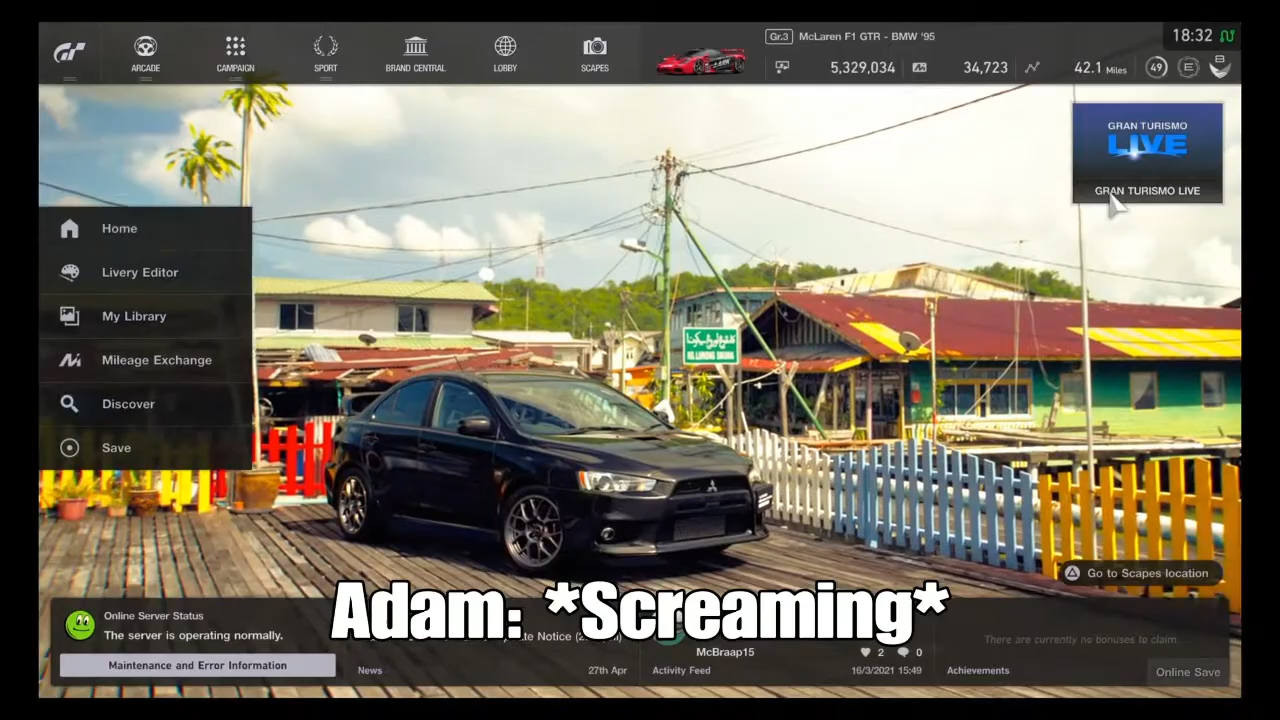 GT
ARCADE
CAMPAIGN
SPORT
BRAND CENTRAL
LOBBY
SCAPES
Gr.3 McLaren F1 GTR - BMW '95
5,329,034
34,723
42.1 Miles
49
E
B
18:32
GRAN TURISMO
LIVE
GRAN TURISMO LIVE
Home
Livery Editor
My Library
Mileage Exchange
Discover
Save
Go to Scapes location
Adam: *Screaming*
Online Server Status
The server is operating normally.
Maintenance and Error Information
Notice
News
27th Apr
McBraap15
2
0
Activity Feed
16/3/2021 15:49
There are currently no bonuses to claim.
Achievements
Online Save